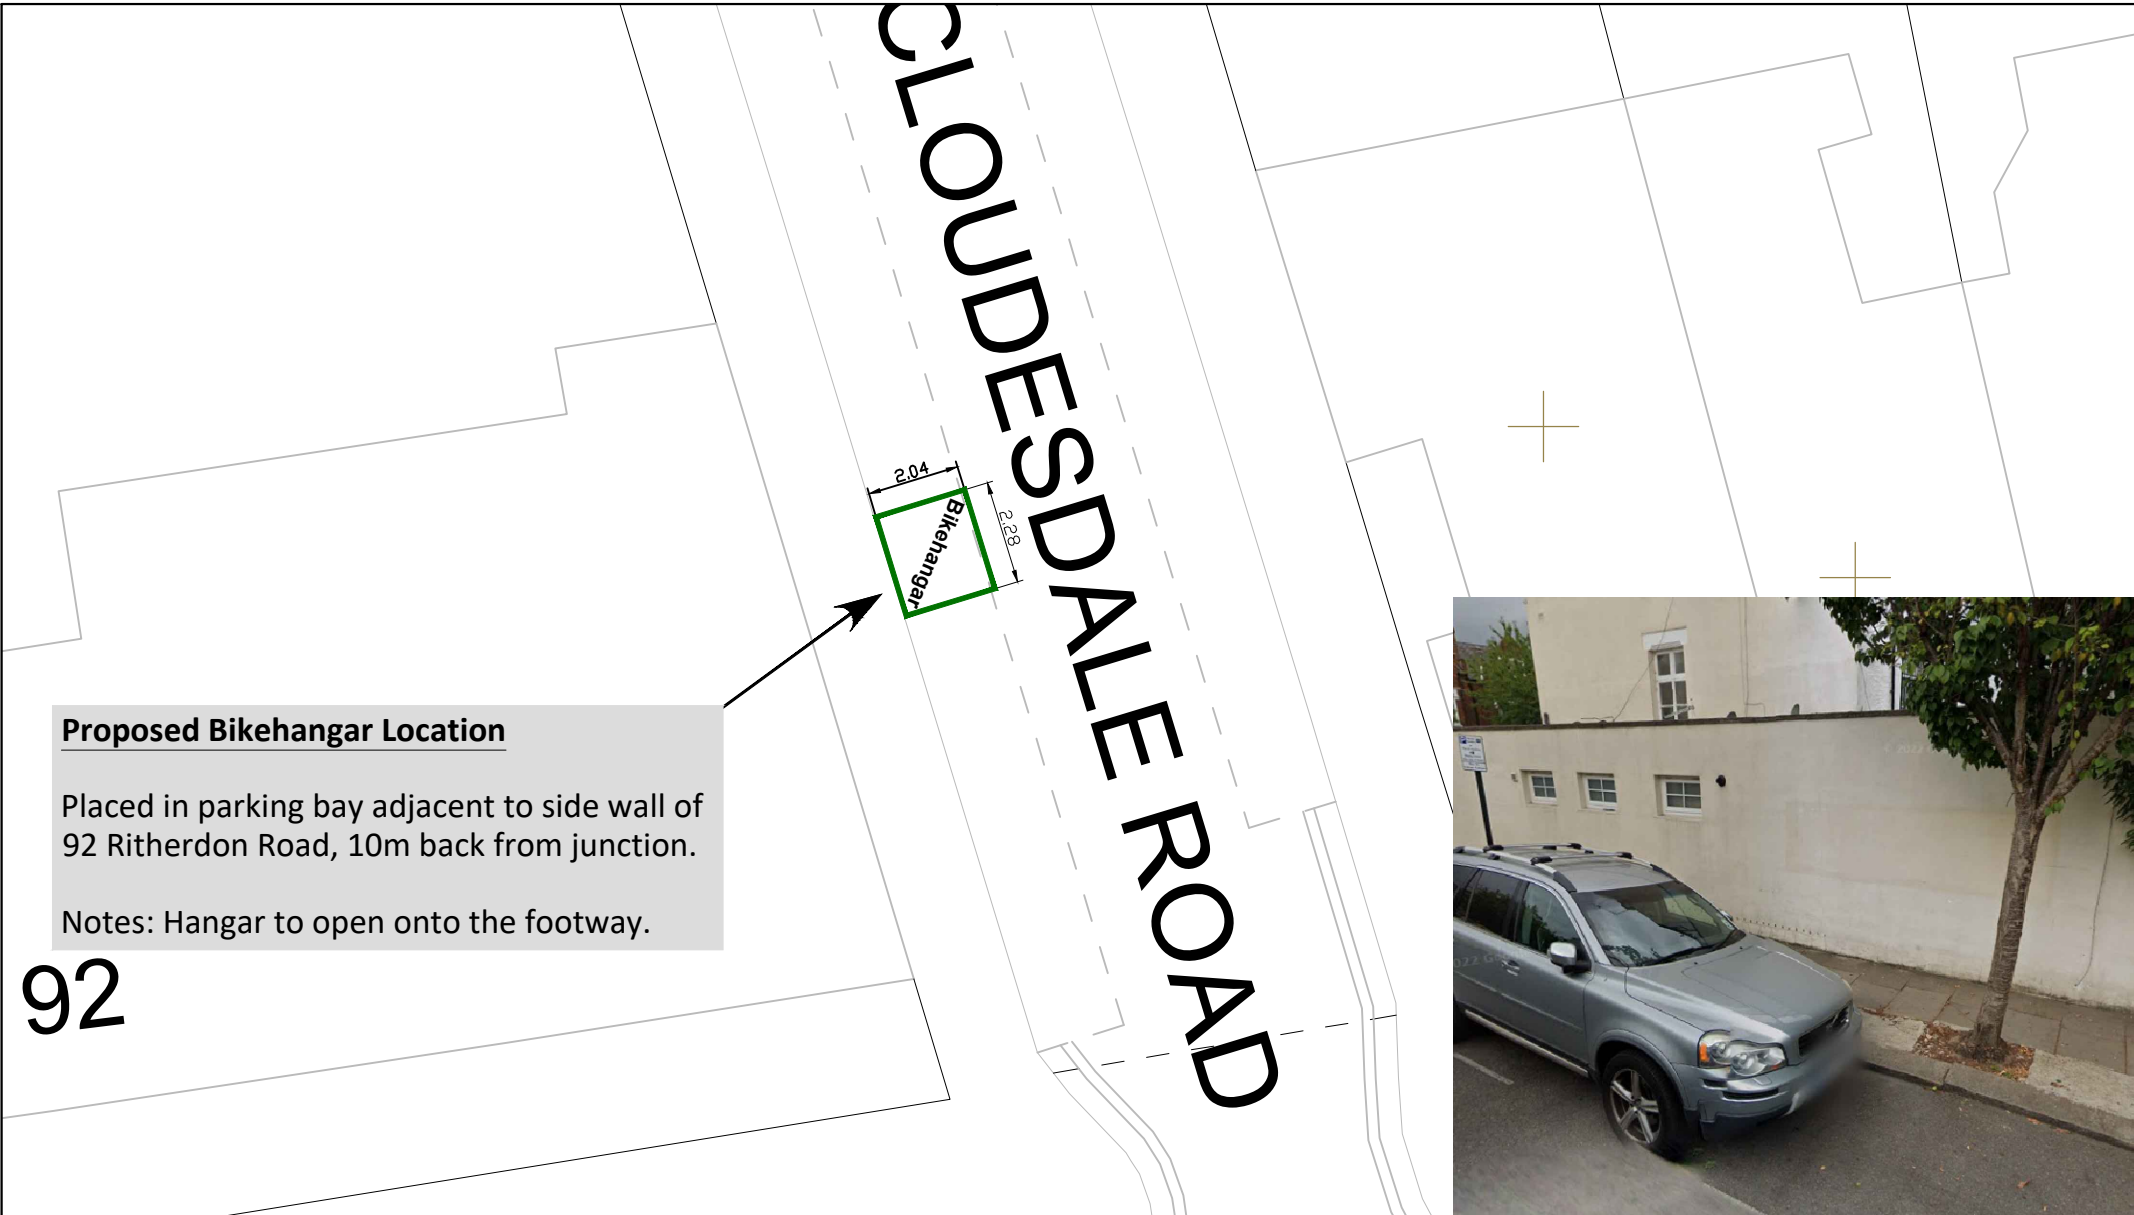 CLOUDESDALE ROAD
2.04
2.28
Bikehangar
Proposed Bikehangar Location
Placed in parking bay adjacent to side wall of
92 Ritherdon Road, 10m back from junction.
Notes: Hangar to open onto the footway.
92